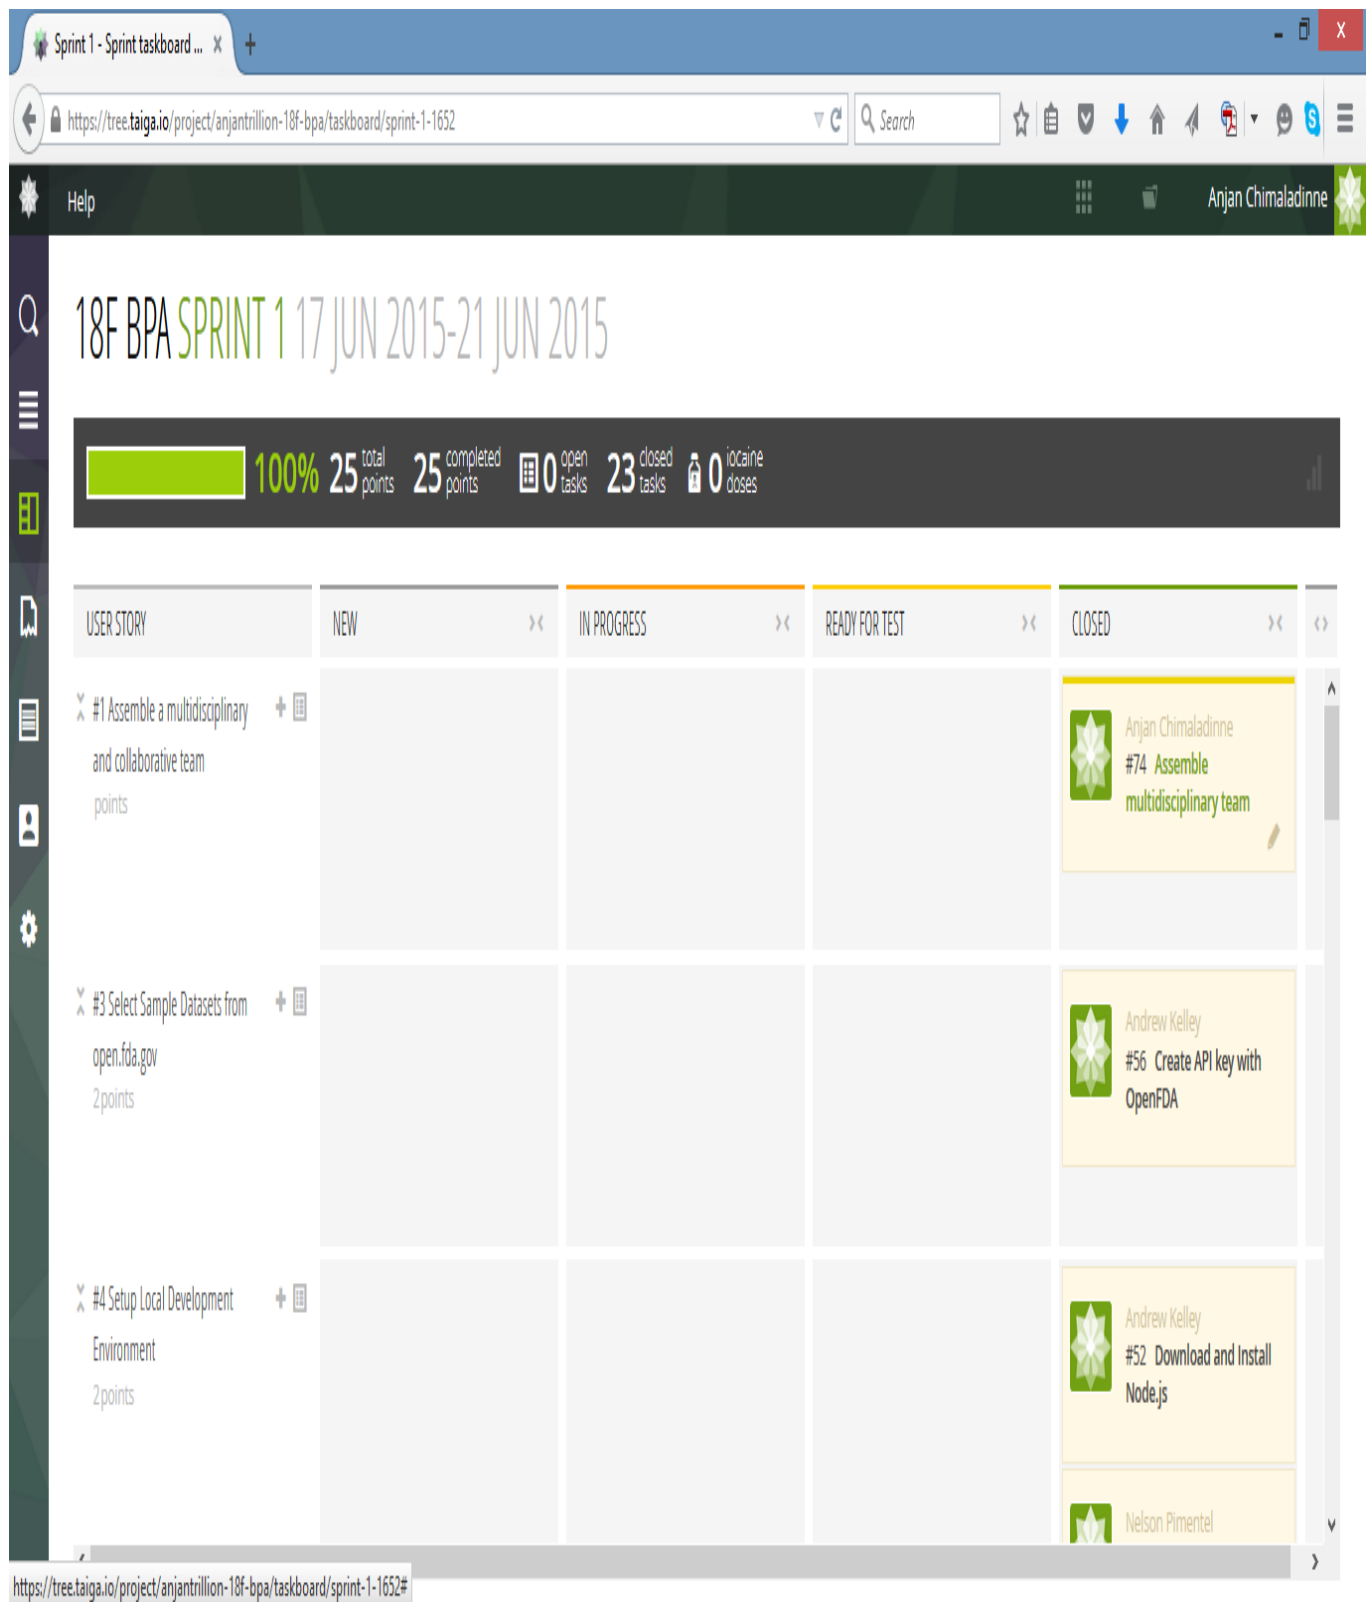 Sprint 1 - Sprint taskboard ... x +
https://tree.taiga.io/project/anjantrillion-18f-bpa/taskboard/sprint-1-1652
Search
Help
Anjan Chimaladinne
18F BPA SPRINT 1 17 JUN 2015-21 JUN 2015
100% 25 total points 25 completed points 0 open tasks 23 closed tasks 0 iocaine doses
USER STORY NEW IN PROGRESS READY FOR TEST CLOSED
#1 Assemble a multidisciplinary
and collaborative team
points
Anjan Chimaladinne
#74 Assemble
multidisciplinary team
#3 Select Sample Datasets from
open.fda.gov
2 points
Andrew Kelley
#56 Create API key with
OpenFDA
#4 Setup Local Development
Environment
2 points
Andrew Kelley
#52 Download and Install
Node.js
Nelson Pimentel
https://tree.taiga.io/project/anjantrillion-18f-bpa/taskboard/sprint-1-1652#